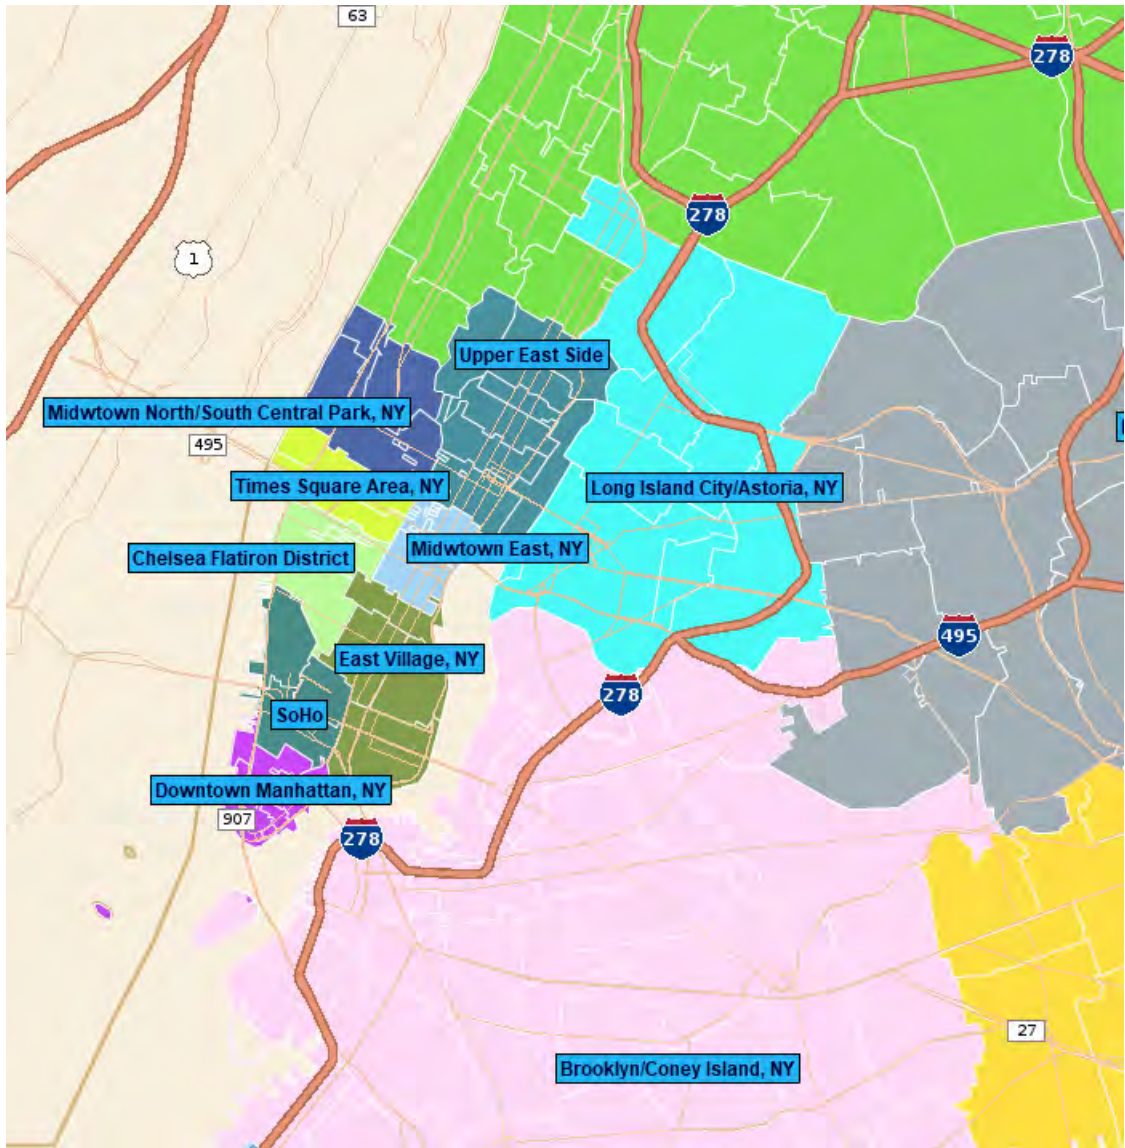 63
278
278
1
Upper East Side
Midwtown North/South Central Park, NY
495
Times Square Area, NY
Long Island City/Astoria, NY
Midwtown East, NY
Chelsea Flatiron District
495
East Village, NY
278
SoHo
Downtown Manhattan, NY
907
278
27
Brooklyn/Coney Island, NY